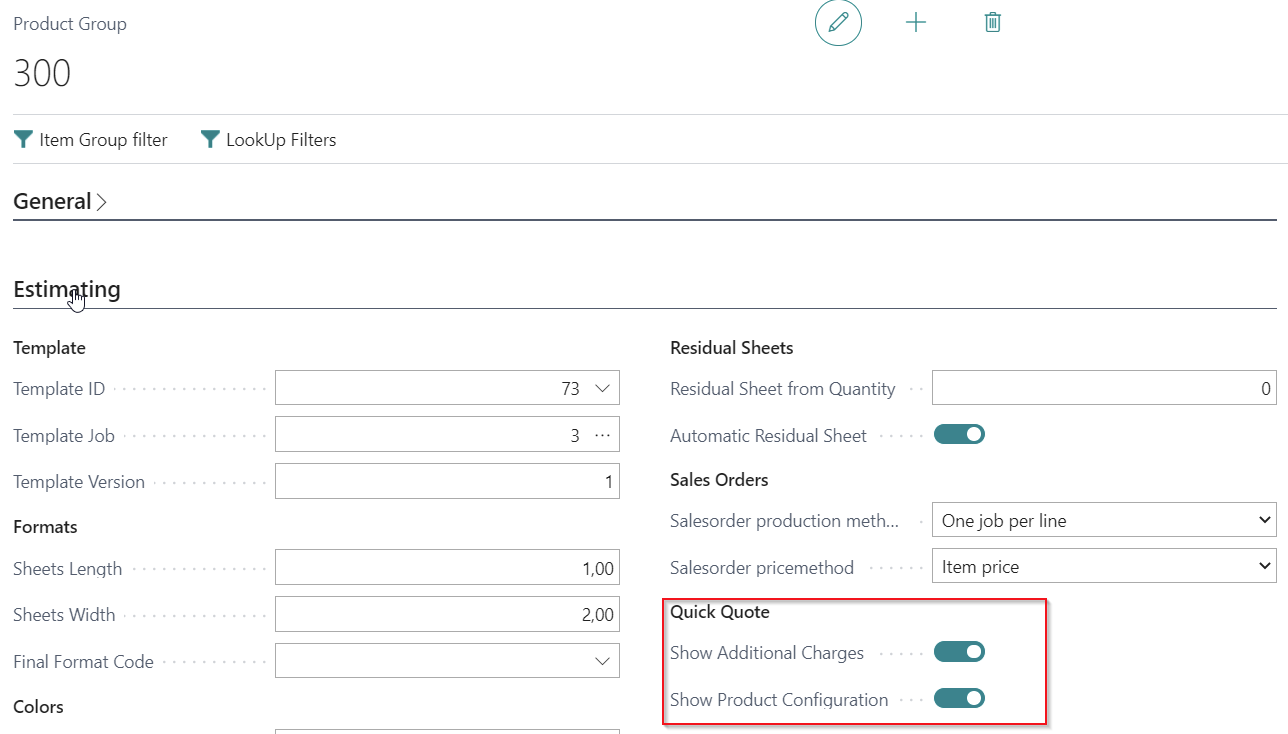 Product Group
300
Item Group filter
LookUp Filters
General
Estimating
Template
Template ID
73
Template Job
3
Template Version
1
Formats
Sheets Length
1,00
Sheets Width
2,00
Final Format Code
Colors
Residual Sheets
Residual Sheet from Quantity
0
Automatic Residual Sheet
Sales Orders
Salesorder production meth...
One job per line
Salesorder pricemethod
Item price
Quick Quote
Show Additional Charges
Show Product Configuration